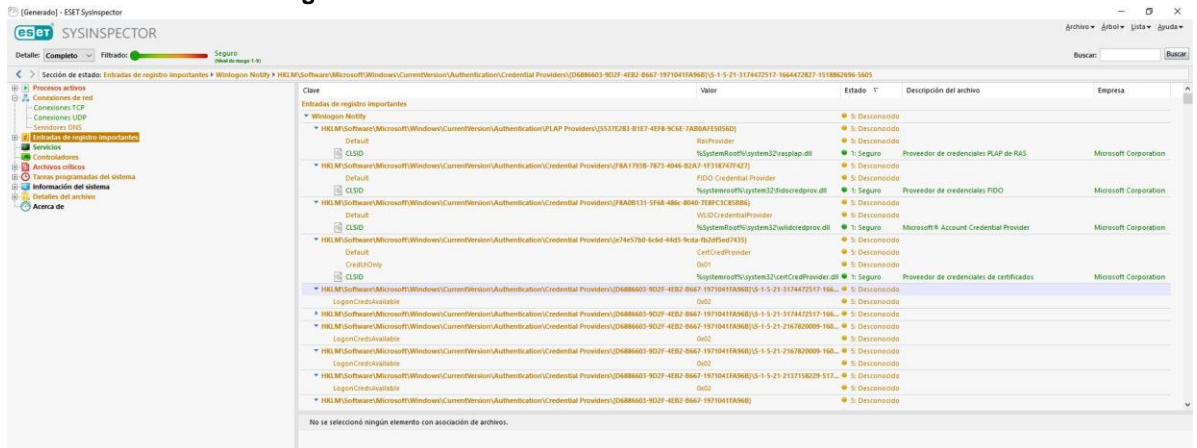 [Generado] - ESET SysInspector
eset SYSINSPECTOR
Archivo Árbol Lista Ayuda
Detalle: Completo Filtrado: Seguro (Nivel de riesgo 1-9) Buscar: Buscar
Sección de estado: Entradas de registro importantes Winlogon Notify HKLM\Software\Microsoft\Windows\CurrentVersion\Authentication\Credential Providers\{D6886603-9D2F-4EB2-B667-1971041FA96B}\S-1-5-21-3174472517-1664472827-1518862696-5605
Procesos activos
Conexiones de red
Conexiones TCP
Conexiones UDP
Servidores DNS
Entradas de registro importantes
Servicios
Controladores
Archivos críticos
Tareas programadas del sistema
Información del sistema
Detalles del archivo
Acerca de
Clave Valor Estado Descripción del archivo Empresa
Entradas de registro importantes
Winlogon Notify 5: Desconocido
HKLM\Software\Microsoft\Windows\CurrentVersion\Authentication\PLAP Providers\{5537E283-B1E7-4EF8-9C6E-7AB0AFE5056D} 5: Desconocido
Default RasProvider 5: Desconocido
CLSID %SystemRoot%\system32\rasplap.dll 1: Seguro Proveedor de credenciales PLAP de RAS Microsoft Corporation
HKLM\Software\Microsoft\Windows\CurrentVersion\Authentication\Credential Providers\{F8A1793B-7873-4046-B2A7-1F318747F427} 5: Desconocido
Default FIDO Credential Provider 5: Desconocido
CLSID %systemroot%\system32\fidocredprov.dll 1: Seguro Proveedor de credenciales FIDO Microsoft Corporation
HKLM\Software\Microsoft\Windows\CurrentVersion\Authentication\Credential Providers\{F8A0B131-5F68-486c-8040-7E8FC3C85BB6} 5: Desconocido
Default WLIDCredentialProvider 5: Desconocido
CLSID %SystemRoot%\system32\wlidcredprov.dll 1: Seguro Microsoft® Account Credential Provider Microsoft Corporation
HKLM\Software\Microsoft\Windows\CurrentVersion\Authentication\Credential Providers\{e74e57b0-6c6d-44d5-9cda-fb2df5ed7435} 5: Desconocido
Default CertCredProvider 5: Desconocido
CredUIOnly 0x01 5: Desconocido
CLSID %systemroot%\system32\certCredProvider.dll 1: Seguro Proveedor de credenciales de certificados Microsoft Corporation
HKLM\Software\Microsoft\Windows\CurrentVersion\Authentication\Credential Providers\{D6886603-9D2F-4EB2-B667-1971041FA96B}\S-1-5-21-3174472517-166... 5: Desconocido
LogonCredsAvailable 0x02 5: Desconocido
HKLM\Software\Microsoft\Windows\CurrentVersion\Authentication\Credential Providers\{D6886603-9D2F-4EB2-B667-1971041FA96B}\S-1-5-21-3174472517-166... 5: Desconocido
HKLM\Software\Microsoft\Windows\CurrentVersion\Authentication\Credential Providers\{D6886603-9D2F-4EB2-B667-1971041FA96B}\S-1-5-21-2167820009-160... 5: Desconocido
LogonCredsAvailable 0x02 5: Desconocido
HKLM\Software\Microsoft\Windows\CurrentVersion\Authentication\Credential Providers\{D6886603-9D2F-4EB2-B667-1971041FA96B}\S-1-5-21-2167820009-160... 5: Desconocido
LogonCredsAvailable 0x02 5: Desconocido
HKLM\Software\Microsoft\Windows\CurrentVersion\Authentication\Credential Providers\{D6886603-9D2F-4EB2-B667-1971041FA96B}\S-1-5-21-2137158229-517... 5: Desconocido
LogonCredsAvailable 0x02 5: Desconocido
HKLM\Software\Microsoft\Windows\CurrentVersion\Authentication\Credential Providers\{D6886603-9D2F-4EB2-B667-1971041FA96B} 5: Desconocido
No se seleccionó ningún elemento con asociación de archivos.